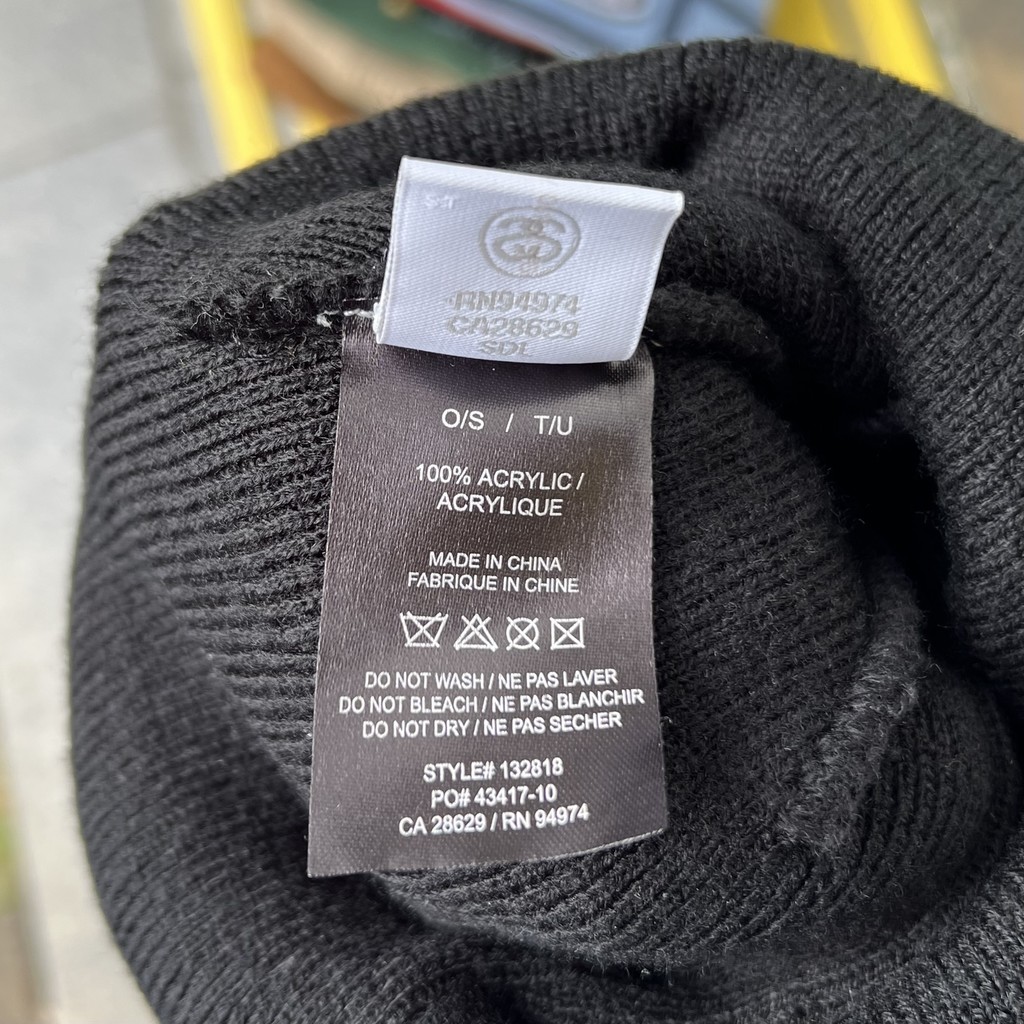 RN94974
CA28629
SDL
O/S / T/U
100% ACRYLIC /
ACRYLIQUE
MADE IN CHINA
FABRIQUE IN CHINE
DO NOT WASH / NE PAS LAVER
DO NOT BLEACH / NE PAS BLANCHIR
DO NOT DRY / NE PAS SECHER
STYLE# 132818
PO# 43417-10
CA 28629 / RN 94974